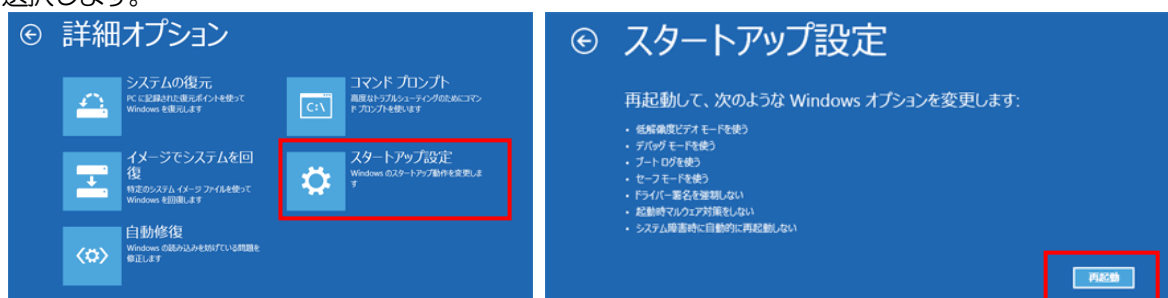 選択します。
詳細オプション
システムの復元
PC に記録された復元ポイントを使って
Windows を復元します
コマンド プロンプト
高度なトラブルシューティングのためにコマン
ド プロンプトを使います
C:\
イメージでシステムを回
復
特定のシステム イメージ ファイルを使って
Windows を回復します
スタートアップ設定
Windows のスタートアップ動作を変更しま
す
自動修復
Windows の読み込みを妨げている問題を
修正します
スタートアップ設定
再起動して、次のような Windows オプションを変更します:
・ 低解像度ビデオ モードを使う
・ デバッグ モードを使う
・ ブート ログを使う
・ セーフ モードを使う
・ ドライバー署名を強制しない
・ 起動時マルウェア対策をしない
・ システム障害時に自動的に再起動しない
再起動